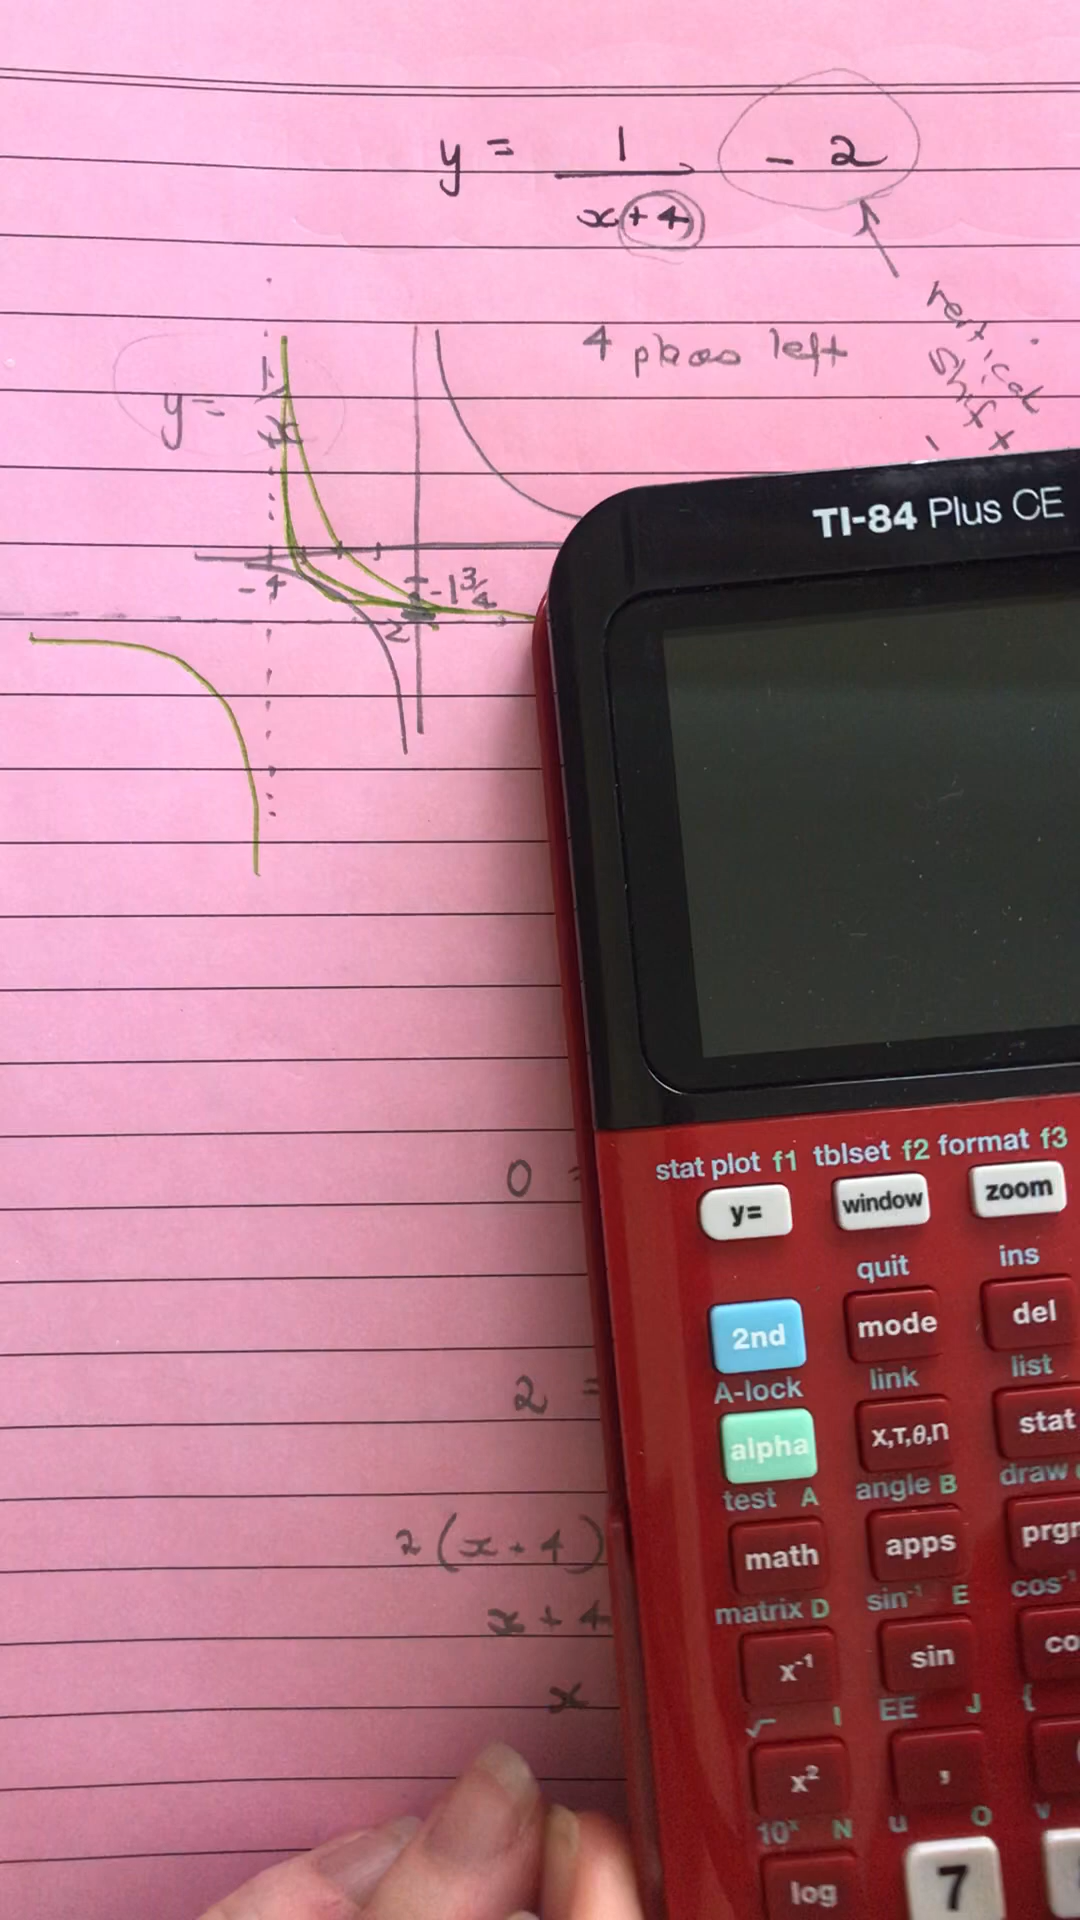 y = 1 / x + 4 - 2
4 places left
vertical shift
y = 1/x
-4
-1 3/4
2
0 =
2 =
2(x+4)
x + 4
x
TI-84 Plus CE
stat plot f1 tblset f2 format f3
y= window zoom
quit ins
2nd mode del
A-lock link list
alpha X,T,θ,n stat
test A angle B draw
math apps prgm
matrix D sin⁻¹ E cos⁻¹
x⁻¹ sin co
√ I EE J {
x² ,
10ˣ N u O v
log 7